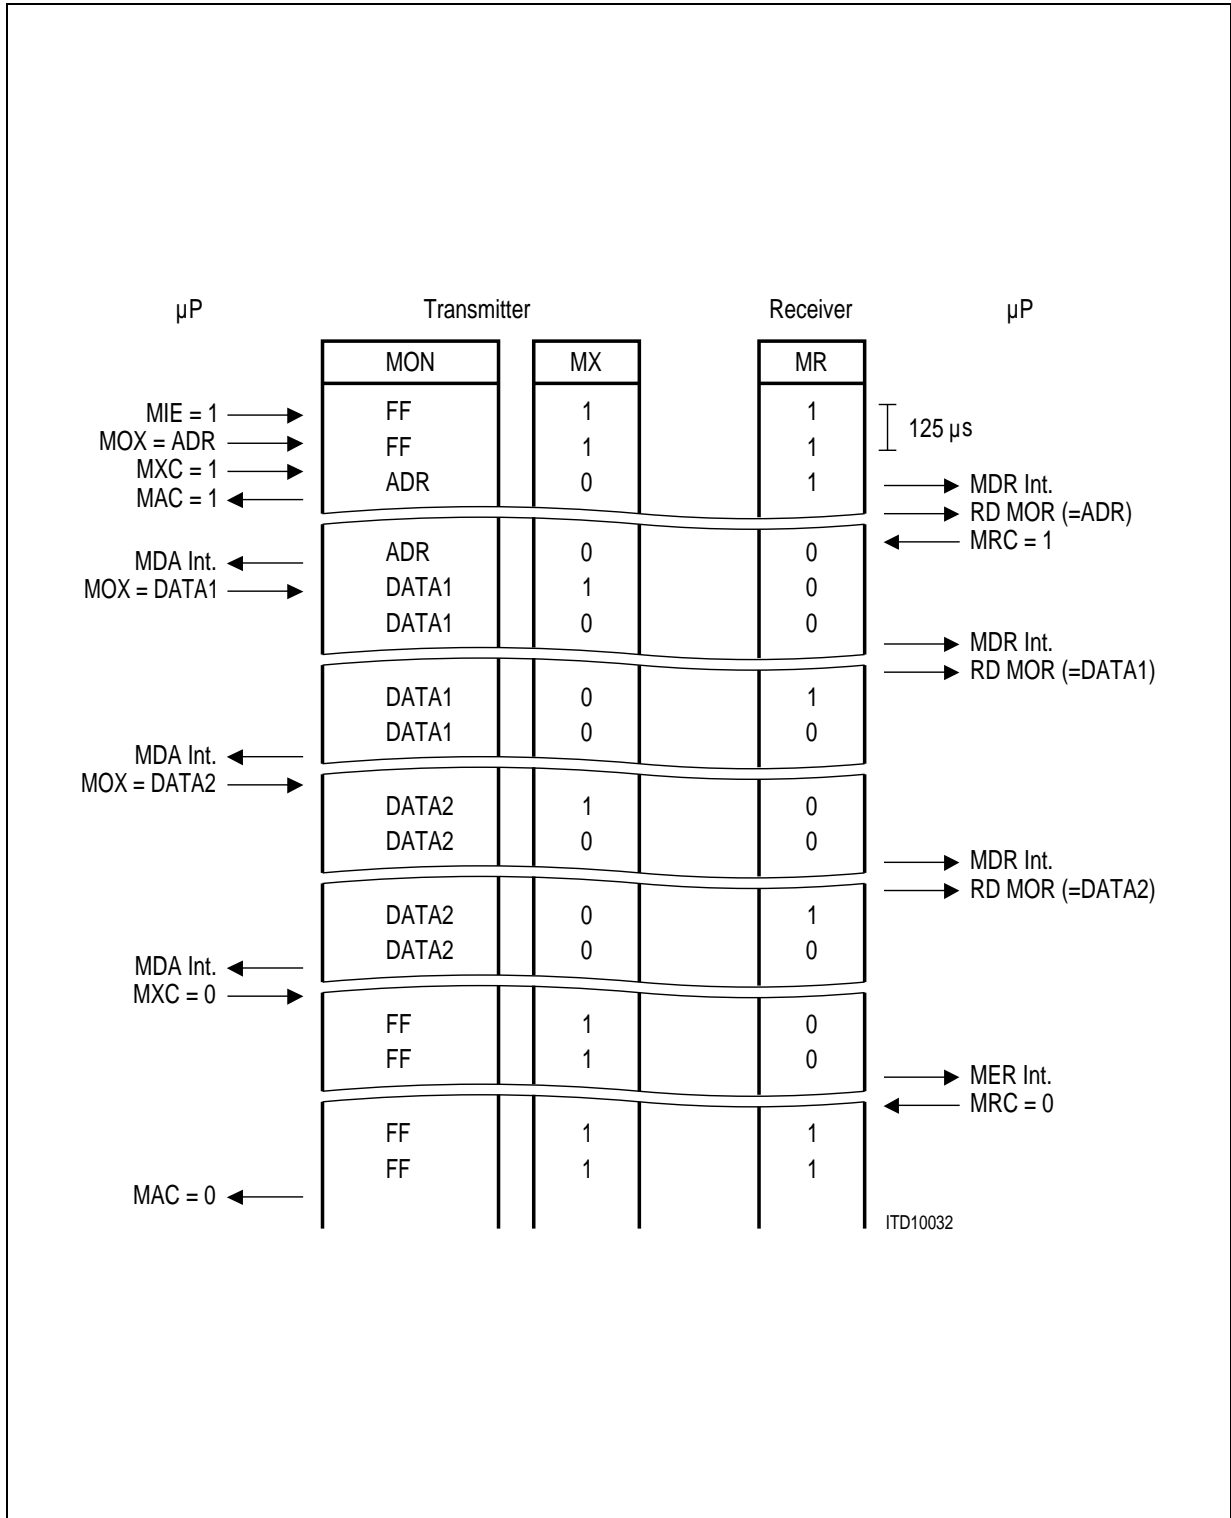 µP Transmitter Receiver µP
MON MX MR
MIE = 1 FF 1 1
125 µs
MOX = ADR FF 1 1
MXC = 1 ADR 0 1 MDR Int.
MAC = 1 RD MOR (=ADR)
MRC = 1
MDA Int. ADR 0 0
MOX = DATA1 DATA1 1 0
DATA1 0 0
MDR Int.
RD MOR (=DATA1)
DATA1 0 1
DATA1 0 0
MDA Int.
MOX = DATA2
DATA2 1 0
DATA2 0 0
MDR Int.
RD MOR (=DATA2)
DATA2 0 1
DATA2 0 0
MDA Int.
MXC = 0
FF 1 0
FF 1 0
MER Int.
MRC = 0
FF 1 1
FF 1 1
MAC = 0
ITD10032